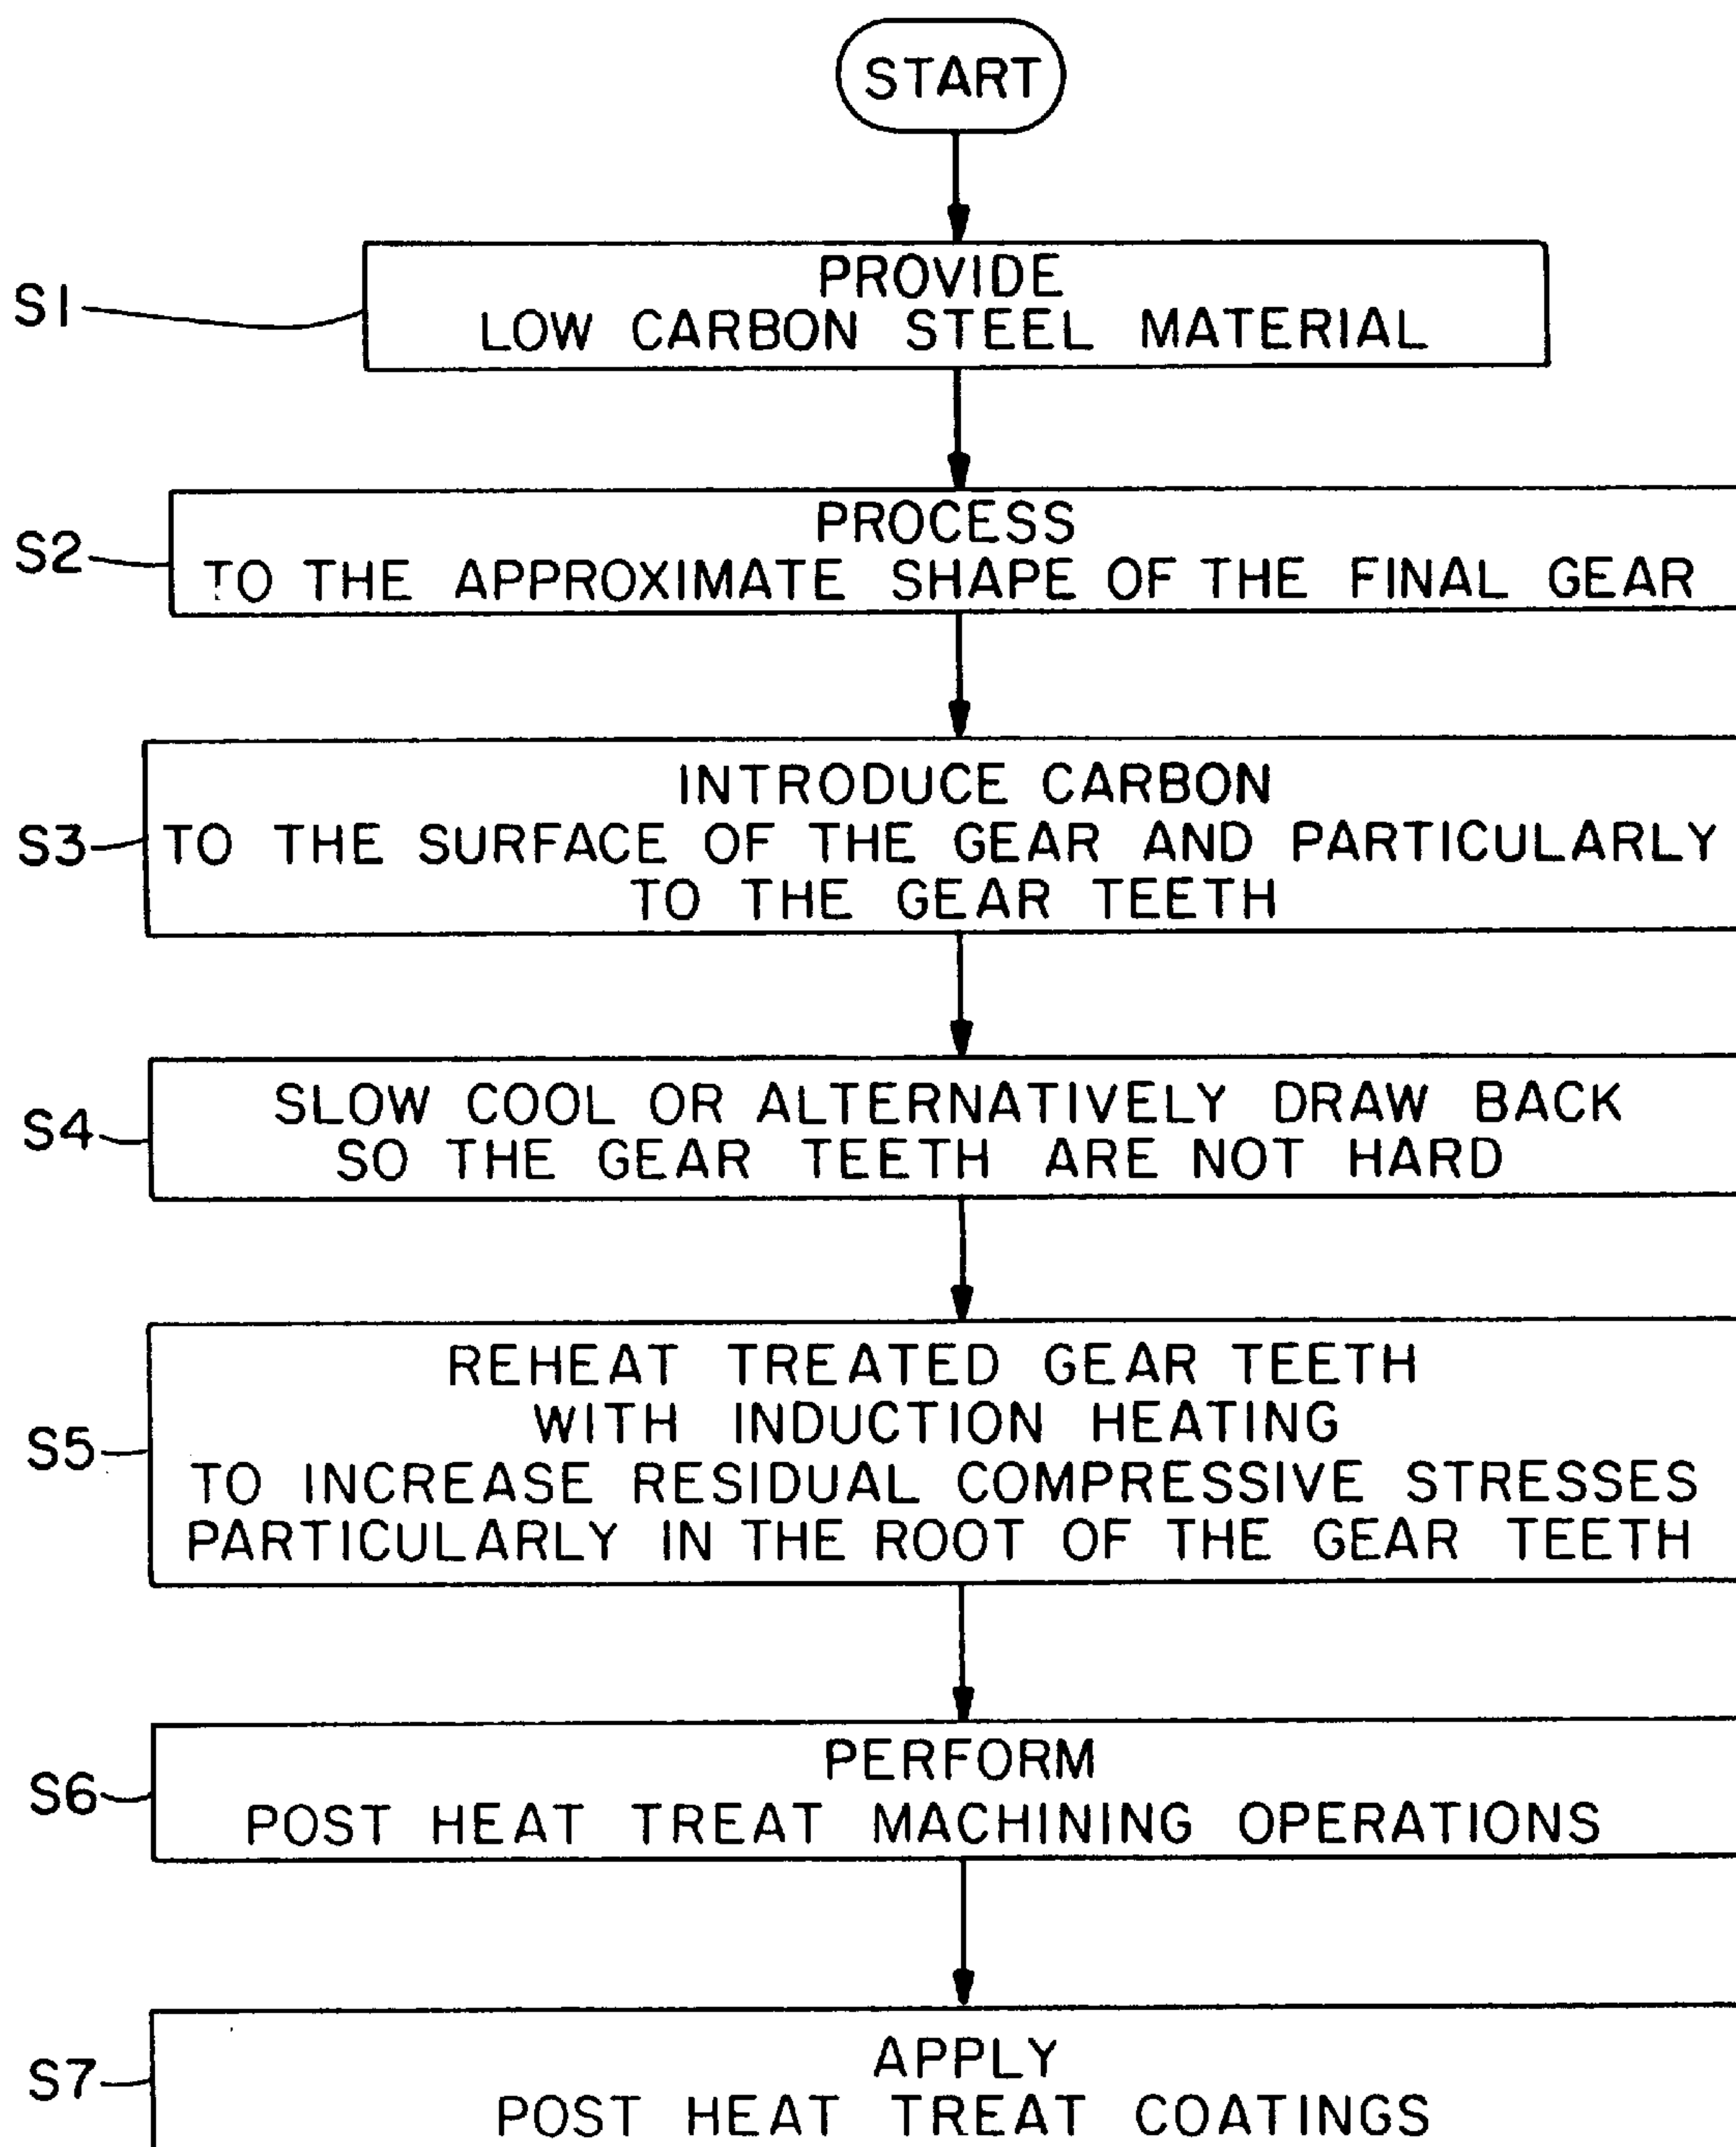 START
S1
PROVIDE
LOW CARBON STEEL MATERIAL
S2
PROCESS
TO THE APPROXIMATE SHAPE OF THE FINAL GEAR
S3
INTRODUCE CARBON
TO THE SURFACE OF THE GEAR AND PARTICULARLY
TO THE GEAR TEETH
S4
SLOW COOL OR ALTERNATIVELY DRAW BACK
SO THE GEAR TEETH ARE NOT HARD
S5
REHEAT TREATED GEAR TEETH
WITH INDUCTION HEATING
TO INCREASE RESIDUAL COMPRESSIVE STRESSES
PARTICULARLY IN THE ROOT OF THE GEAR TEETH
S6
PERFORM
POST HEAT TREAT MACHINING OPERATIONS
S7
APPLY
POST HEAT TREAT COATINGS